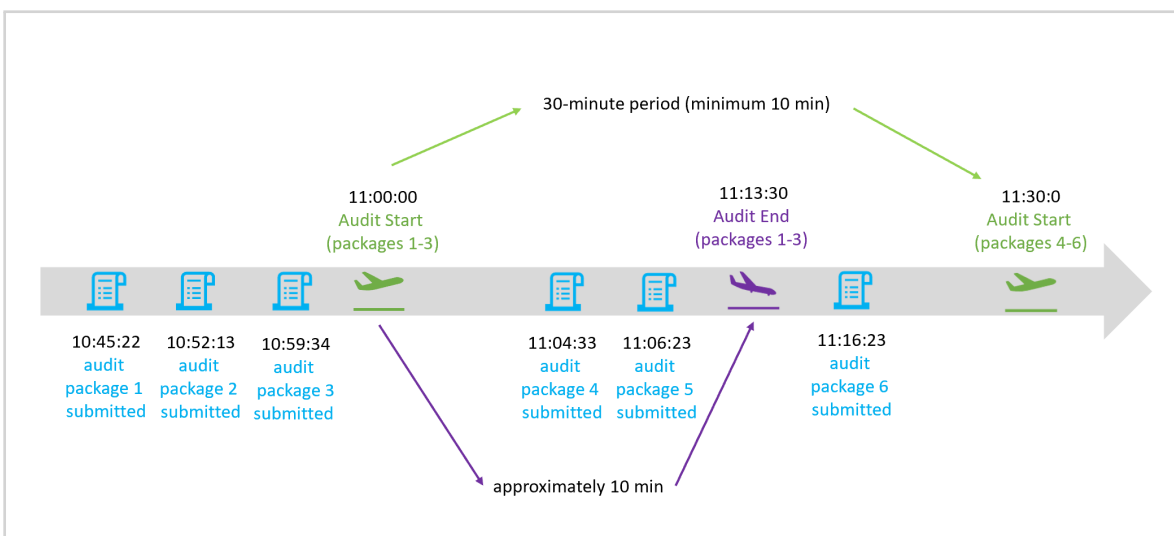 30-minute period (minimum 10 min)
11:00:00
Audit Start
(packages 1-3)
11:13:30
Audit End
(packages 1-3)
11:30:0
Audit Start
(packages 4-6)
10:45:22
audit
package 1
submitted
10:52:13
audit
package 2
submitted
10:59:34
audit
package 3
submitted
11:04:33
audit
package 4
submitted
11:06:23
audit
package 5
submitted
11:16:23
audit
package 6
submitted
approximately 10 min